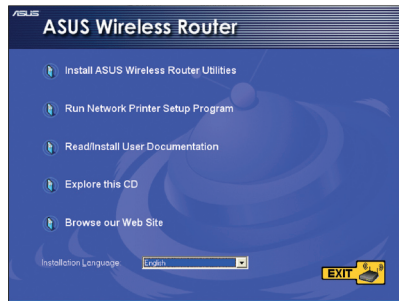 ASUS
ASUS Wireless Router
Install ASUS Wireless Router Utilities
Run Network Printer Setup Program
Read/Install User Documentation
Explore this CD
Browse our Web Site
Installation Language: English
EXIT